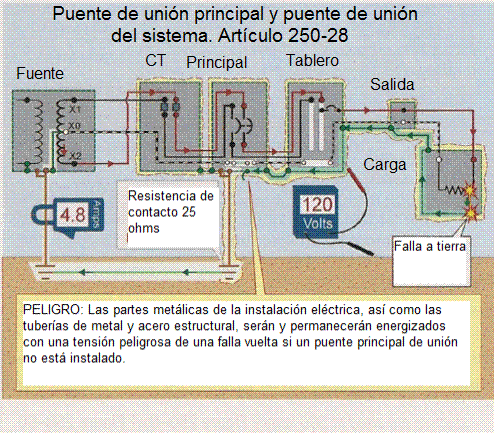 Puente de unión principal y puente de unión
del sistema. Artículo 250-28
Fuente
CT
Principal
Tablero
Salida
X1
X0
X2
Carga
4.8
Amps
Resistencia de
contacto 25
ohms
120
Volts
Falla a tierra
PELIGRO: Las partes metálicas de la instalación eléctrica, así como las
tuberías de metal y acero estructural, serán y permanecerán energizados
con una tensión peligrosa de una falla vuelta si un puente principal de unión
no está instalado.